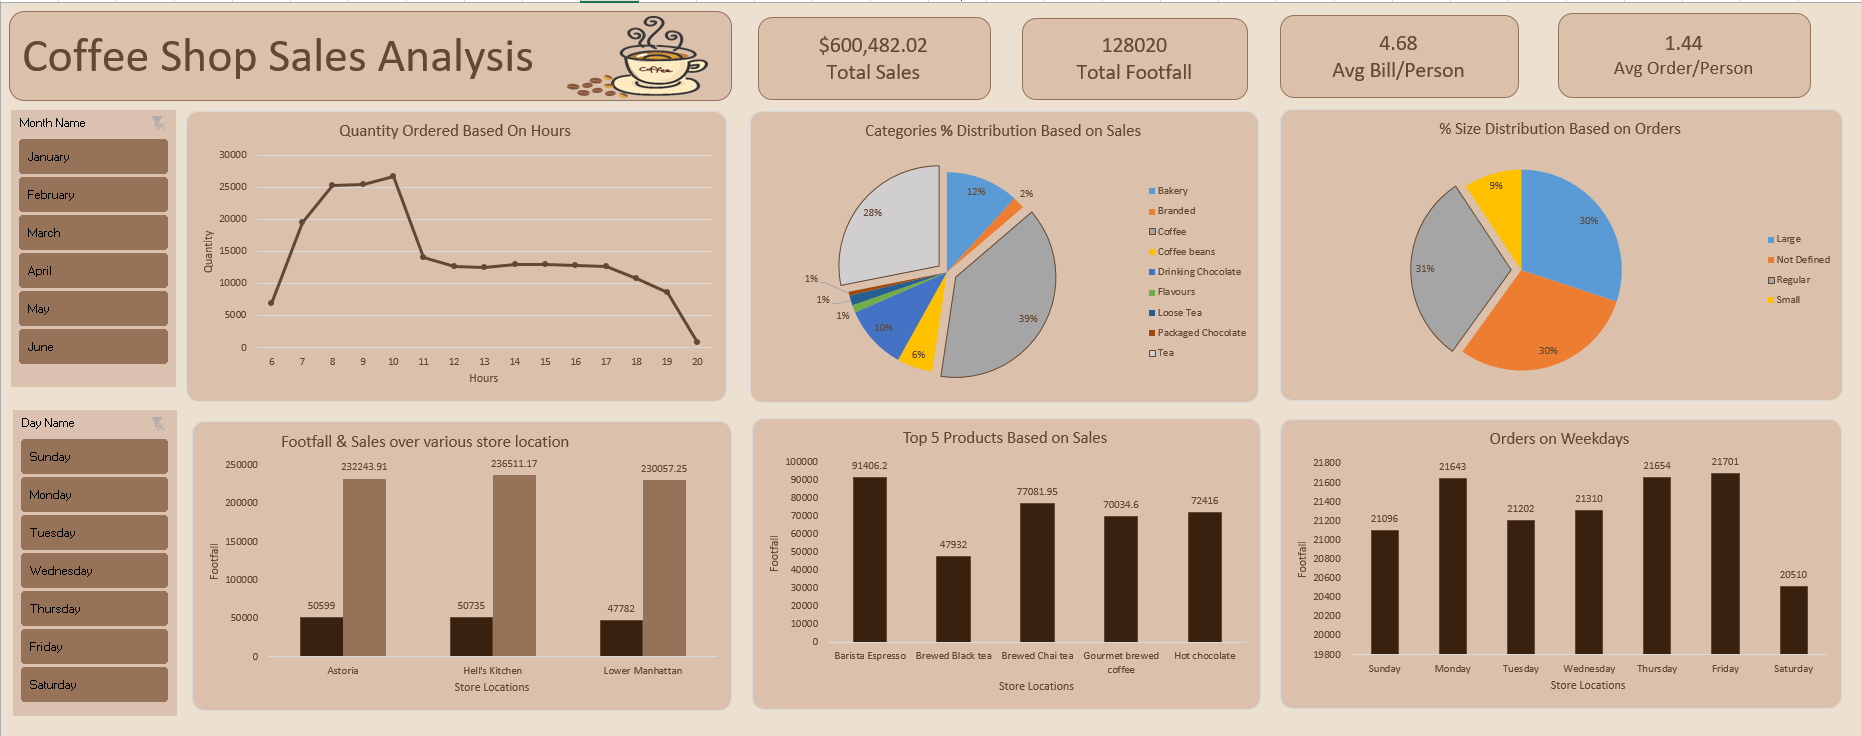 Coffee Shop Sales Analysis
coffee
$600,482.02
Total Sales
128020
Total Footfall
4.68
Avg Bill/Person
1.44
Avg Order/Person
Month Name
January
February
March
April
May
June
Quantity Ordered Based On Hours
Quantity
30000
25000
20000
15000
10000
5000
0
6 7 8 9 10 11 12 13 14 15 16 17 18 19 20
Hours
Categories % Distribution Based on Sales
12%
2%
39%
6%
10%
1%
1%
1%
28%
Bakery
Branded
Coffee
Coffee beans
Drinking Chocolate
Flavours
Loose Tea
Packaged Chocolate
Tea
% Size Distribution Based on Orders
30%
30%
31%
9%
Large
Not Defined
Regular
Small
Day Name
Sunday
Monday
Tuesday
Wednesday
Thursday
Friday
Saturday
Footfall & Sales over various store location
Footfall
250000
200000
150000
100000
50000
0
50599
232243.91
50735
236511.17
47782
230057.25
Astoria
Hell's Kitchen
Lower Manhattan
Store Locations
Top 5 Products Based on Sales
Footfall
100000
90000
80000
70000
60000
50000
40000
30000
20000
10000
0
91406.2
47932
77081.95
70034.6
72416
Barista Espresso
Brewed Black tea
Brewed Chai tea
Gourmet brewed
coffee
Hot chocolate
Store Locations
Orders on Weekdays
Footfall
21800
21600
21400
21200
21000
20800
20600
20400
20200
20000
19800
21096
21643
21202
21310
21654
21701
20510
Sunday
Monday
Tuesday
Wednesday
Thursday
Friday
Saturday
Store Locations